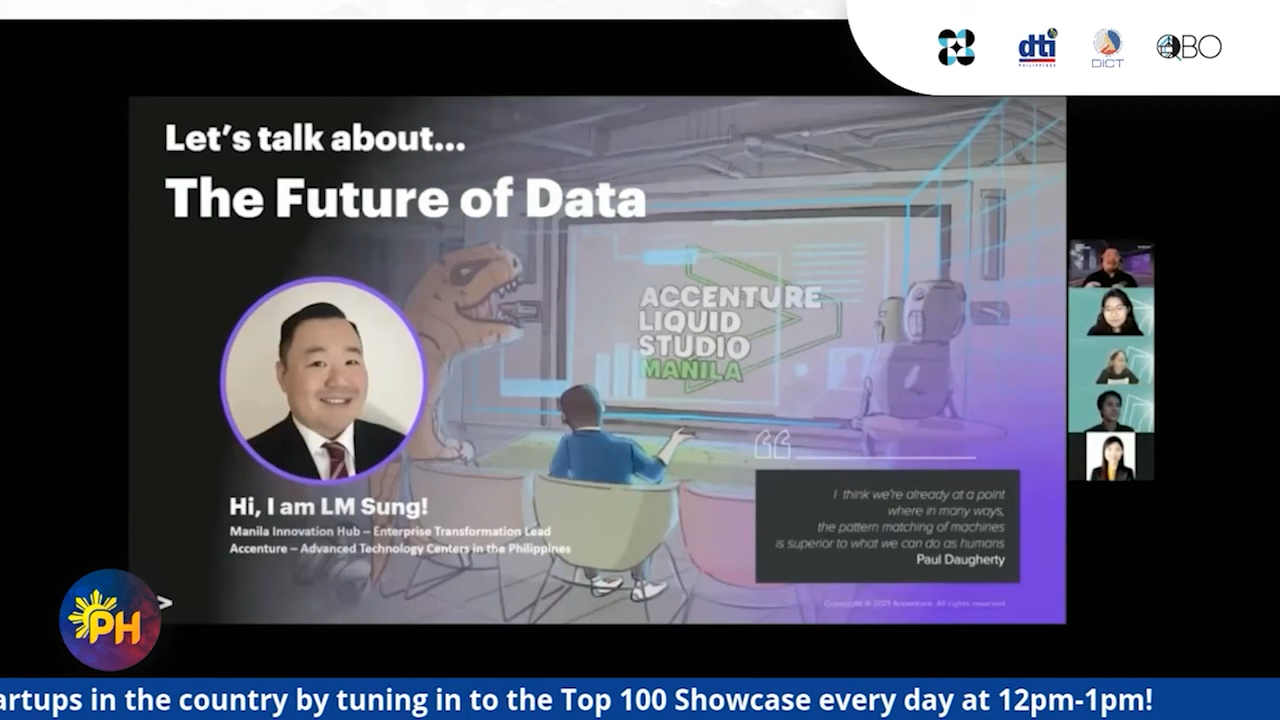 dti
PHILIPPINES
DICT
QBO
Let's talk about...
The Future of Data
ACCENTURE
LIQUID
STUDIO
MANILA
Hi, I am LM Sung!
Manila Innovation Hub – Enterprise Transformation Lead
Accenture – Advanced Technology Centers in the Philippines
I think we're already at a point
where in many ways,
the pattern matching of machines
is superior to what we can do as humans
Paul Daugherty
Copyright © 2021 Accenture. All rights reserved.
PH
artups in the country by tuning in to the Top 100 Showcase every day at 12pm-1pm!